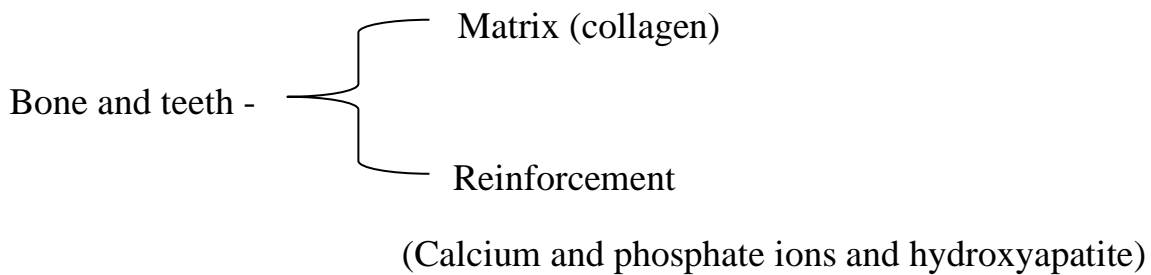 Matrix (collagen)
Bone and teeth -
Reinforcement
(Calcium and phosphate ions and hydroxyapatite)